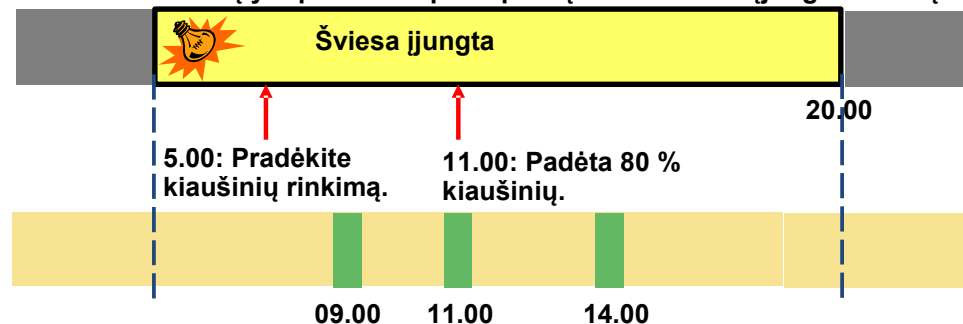 Šviesa įjungta
20.00
5.00: Pradėkite
kiaušinių rinkimą.
11.00: Padėta 80 %
kiaušinių.
09.00 11.00 14.00